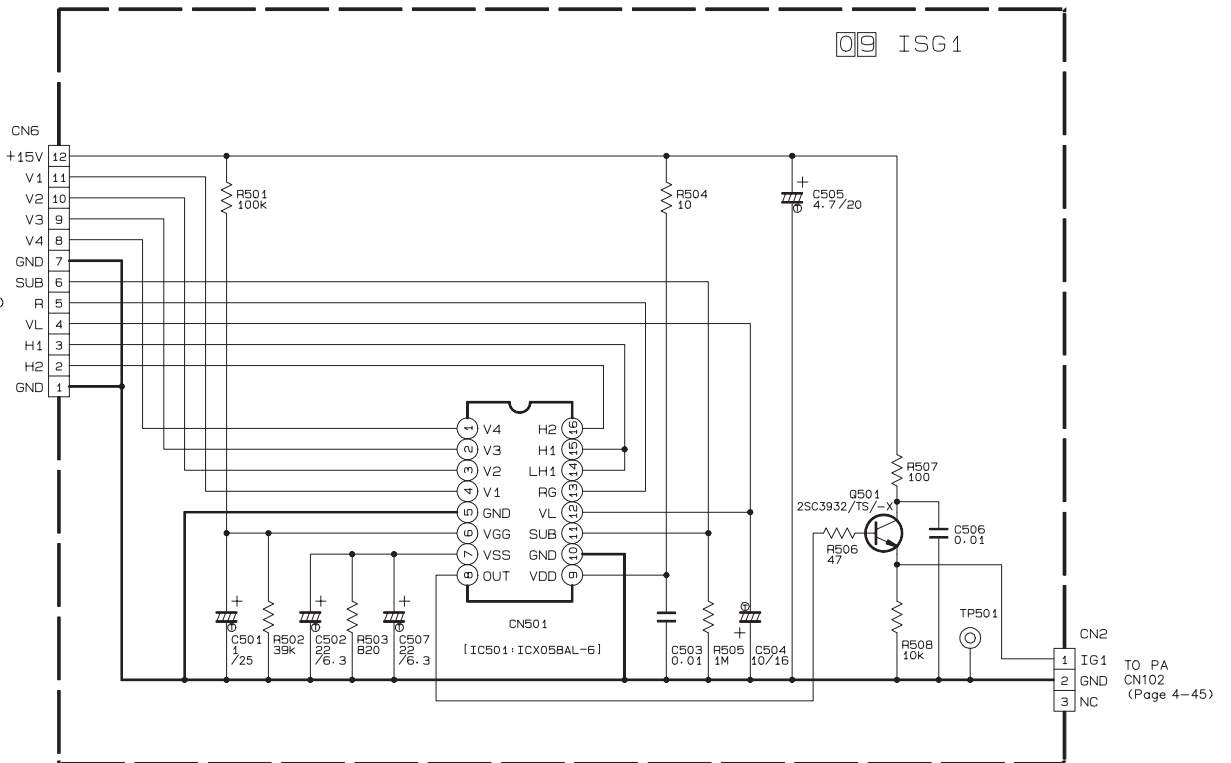 09 ISG1
CN6
+15V 12
V1 11
V2 10
V3 9
V4 8
GND 7
SUB 6
R 5
VL 4
H1 3
H2 2
GND 1
R501
100k
R504
10
+
C505
4.7/20
1 V4
2 V3
3 V2
4 V1
5 GND
6 VGG
7 VSS
8 OUT
H2 16
H1 15
LH1 14
RG 13
VL 12
SUB 11
GND 10
VDD 9
CN501
[IC501:ICX058AL-6]
+
C501
1
/25
R502
39k
+
C502
22
/6.3
R503
820
+
C507
22
/6.3
C503
0.01
R505
1M
+
C504
10/16
R507
100
Q501
2SC3932/TS/-X
R506
47
C506
0.01
R508
10k
TP501
CN2
1 IG1
2 GND
3 NC
TO PA
CN102
(Page 4-45)